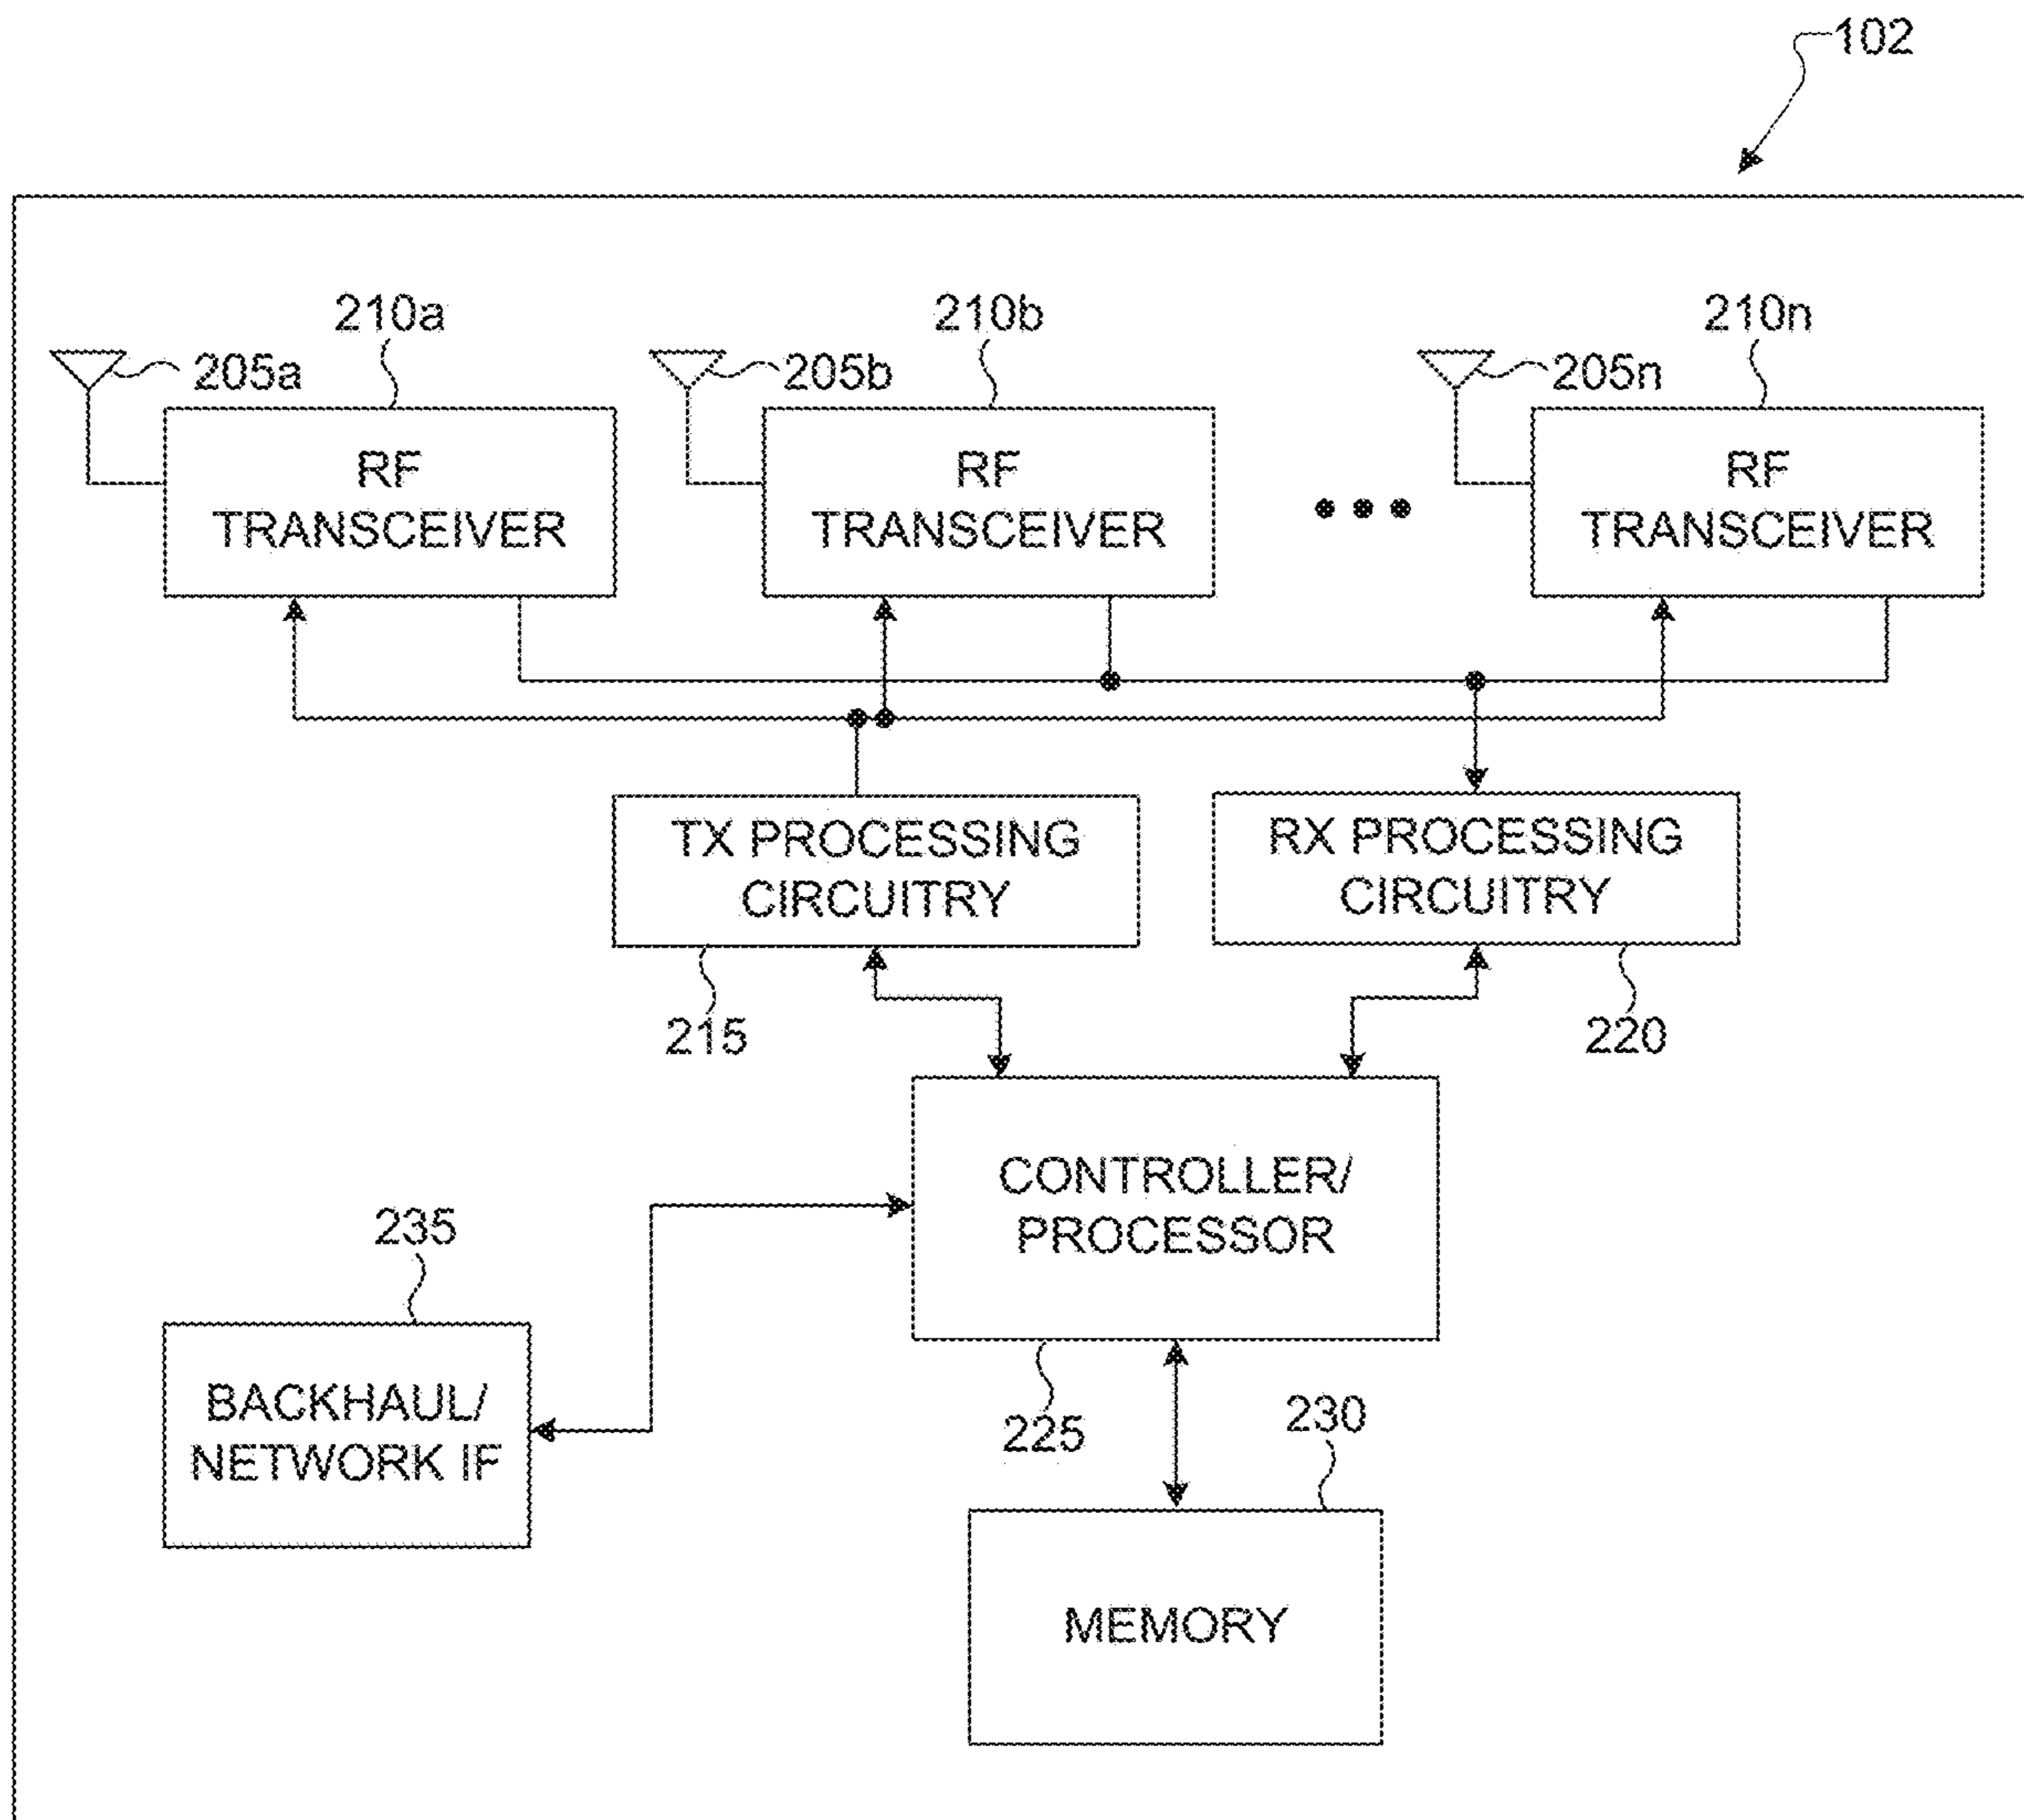 102
210a
210b
210n
205a
205b
205n
RF
TRANSCEIVER
RF
TRANSCEIVER
RF
TRANSCEIVER
TX PROCESSING
CIRCUITRY
RX PROCESSING
CIRCUITRY
215
220
CONTROLLER/
PROCESSOR
235
BACKHAUL/
NETWORK IF
225
230
MEMORY